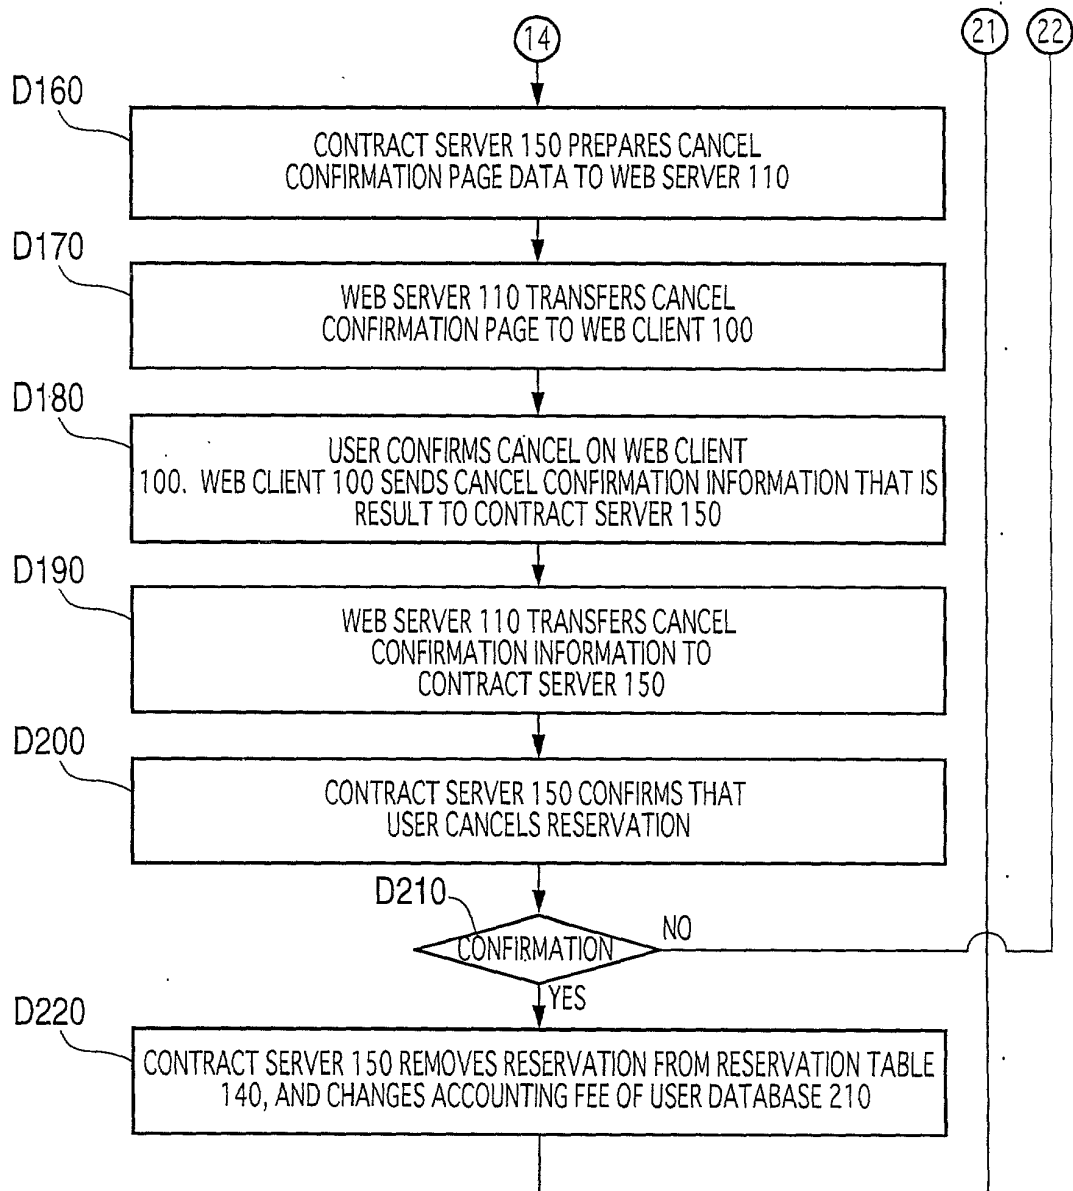 14
21
22
D160
CONTRACT SERVER 150 PREPARES CANCEL
CONFIRMATION PAGE DATA TO WEB SERVER 110
D170
WEB SERVER 110 TRANSFERS CANCEL
CONFIRMATION PAGE TO WEB CLIENT 100
D180
USER CONFIRMS CANCEL ON WEB CLIENT
100. WEB CLIENT 100 SENDS CANCEL CONFIRMATION INFORMATION THAT IS
RESULT TO CONTRACT SERVER 150
D190
WEB SERVER 110 TRANSFERS CANCEL
CONFIRMATION INFORMATION TO
CONTRACT SERVER 150
D200
CONTRACT SERVER 150 CONFIRMS THAT
USER CANCELS RESERVATION
D210
CONFIRMATION
NO
YES
D220
CONTRACT SERVER 150 REMOVES RESERVATION FROM RESERVATION TABLE
140, AND CHANGES ACCOUNTING FEE OF USER DATABASE 210